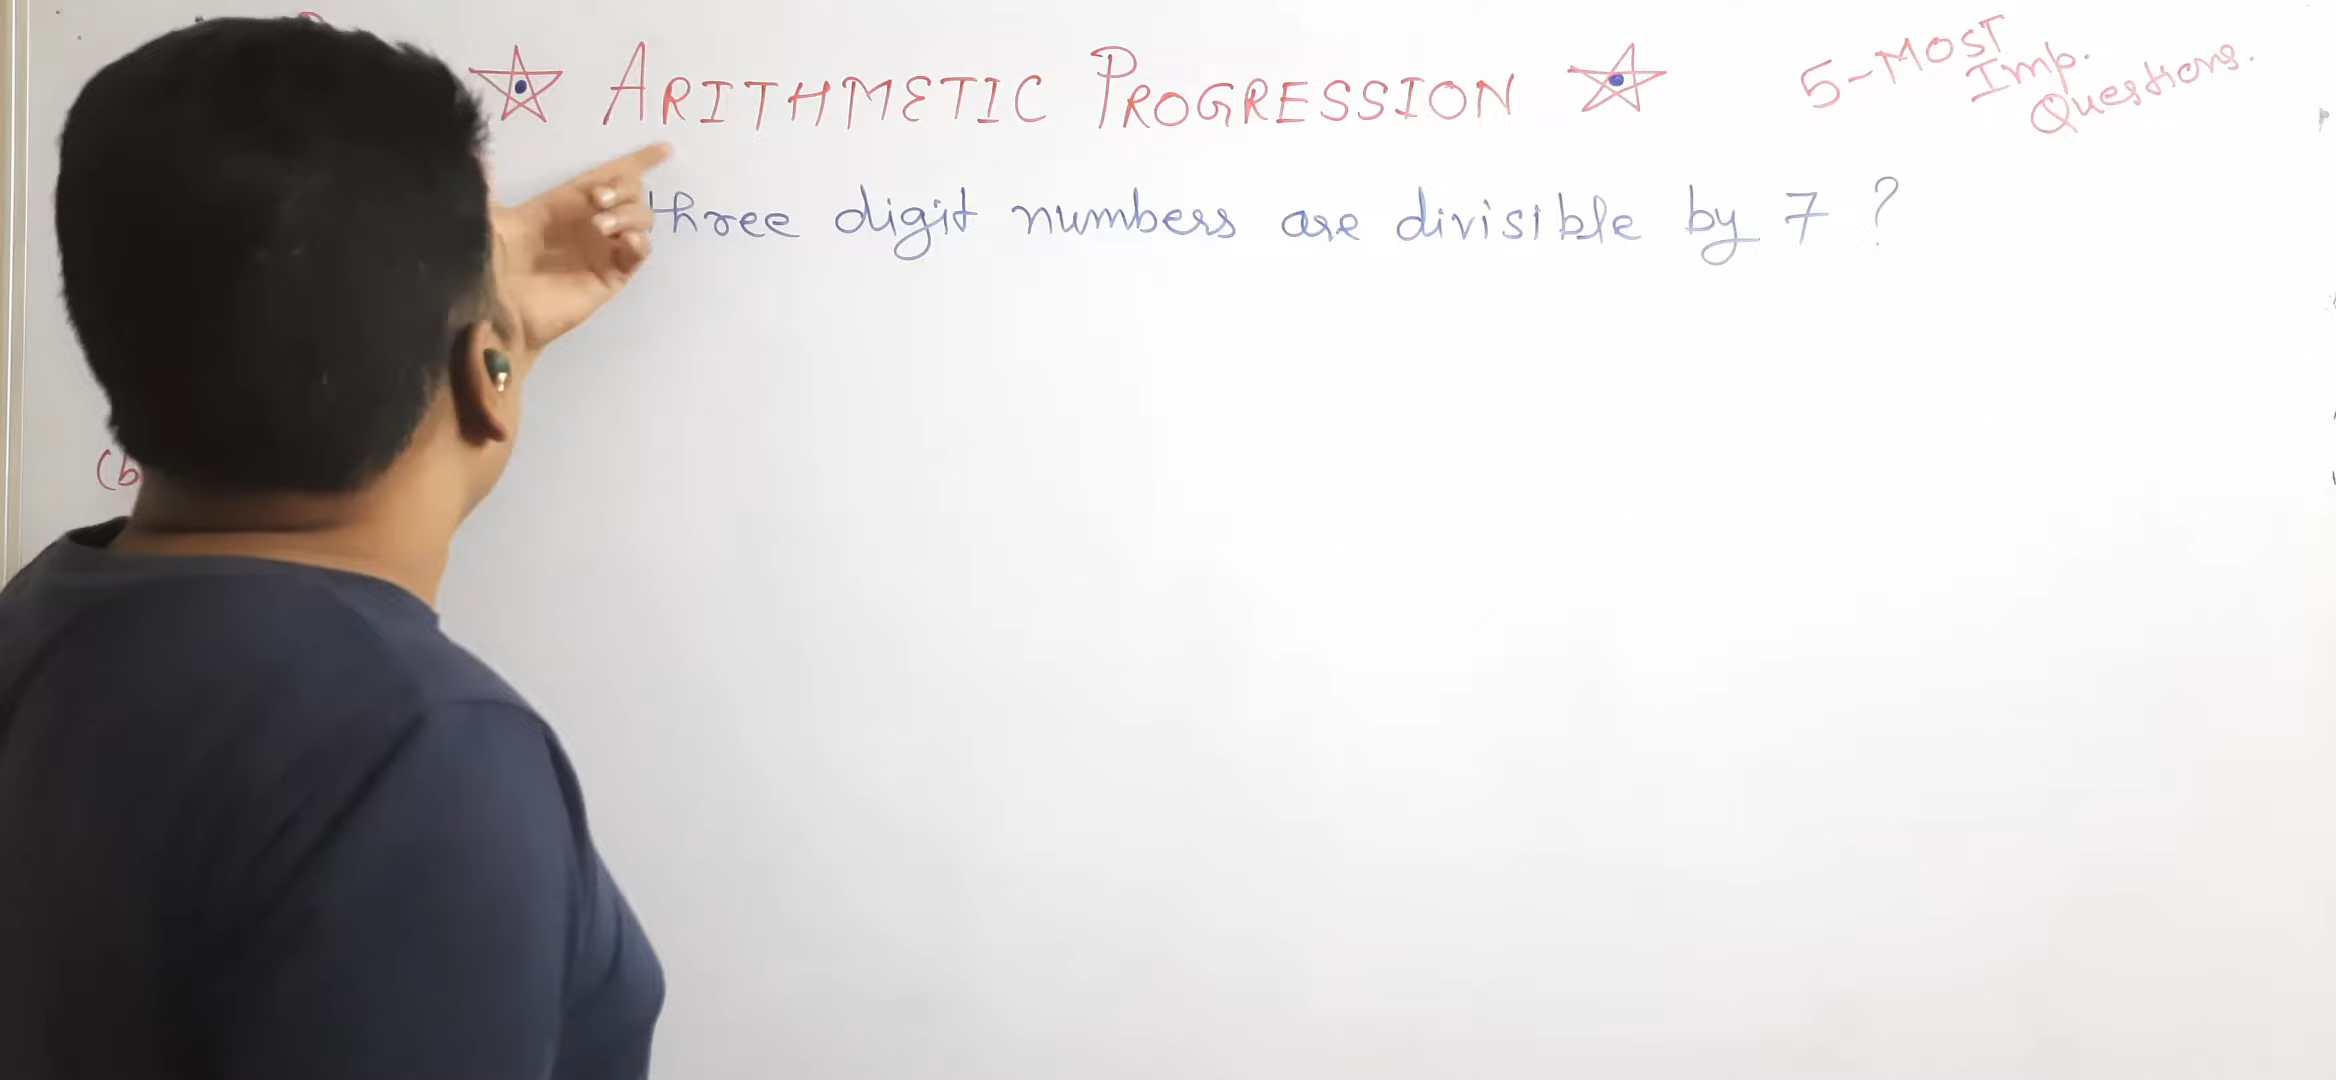 ARITHMETIC PROGRESSION
5-MOST
Imp.
Questions.
three digit numbers are divisible by 7 ?
(b